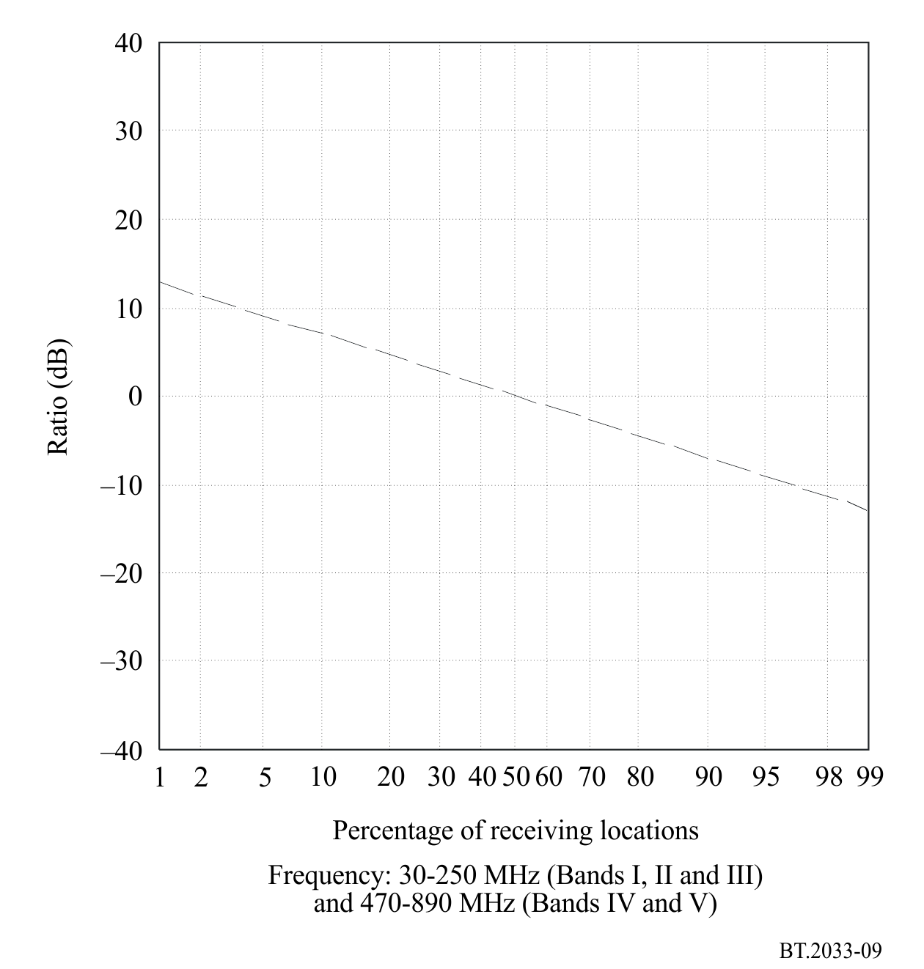 40
30
20
10
0
–10
–20
–30
–40
Ratio (dB)
1 2 5 10 20 30 40 50 60 70 80 90 95 98 99
Percentage of receiving locations
Frequency: 30-250 MHz (Bands I, II and III)
and 470-890 MHz (Bands IV and V)
BT.2033-09